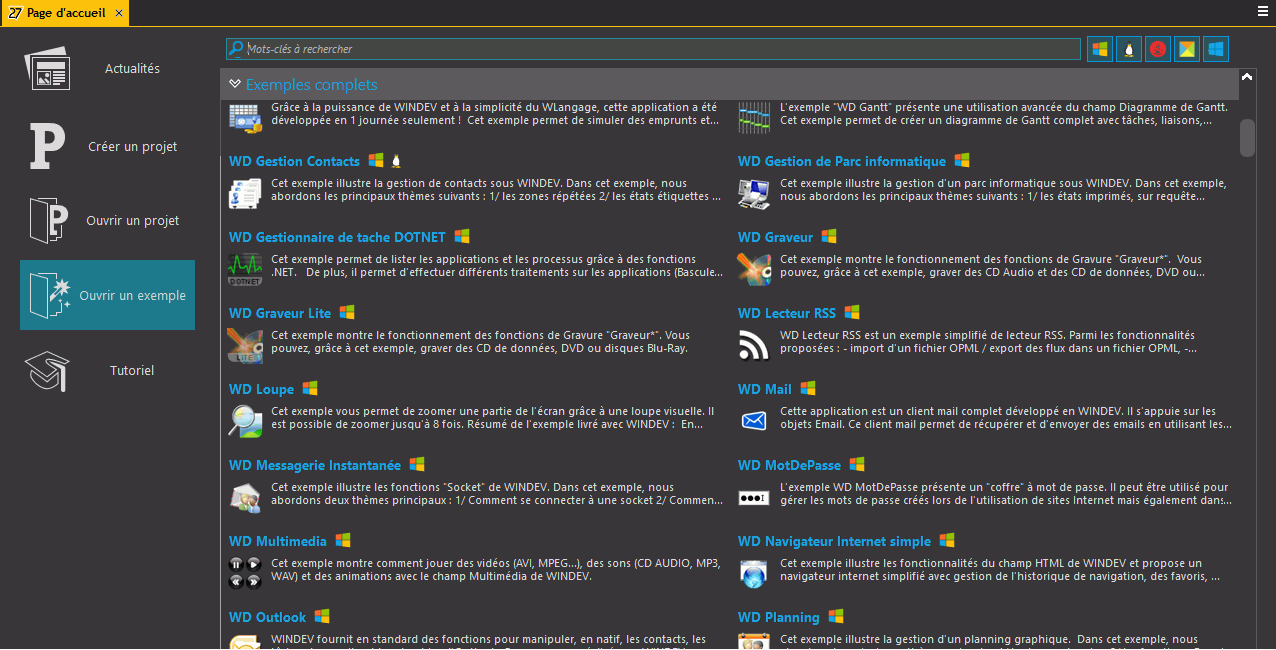 27 Page d'accueil ×
Mots-clés à rechercher
Actualités
Créer un projet
Ouvrir un projet
Ouvrir un exemple
Tutoriel
Exemples complets
Grâce à la puissance de WINDEV et à la simplicité du WLangage, cette application a été
développée en 1 journée seulement ! Cet exemple permet de simuler des emprunts et...
L'exemple "WD Gantt" présente une utilisation avancée du champ Diagramme de Gantt.
Cet exemple permet de créer un diagramme de Gantt complet avec tâches, liaisons,...
WD Gestion Contacts
Cet exemple illustre la gestion de contacts sous WINDEV. Dans cet exemple, nous
abordons les principaux thèmes suivants : 1/ les zones répétées 2/ les états étiquettes ...
WD Gestion de Parc informatique
Cet exemple illustre la gestion d'un parc informatique sous WINDEV. Dans cet exemple,
nous abordons les principaux thèmes suivants : 1/ les états imprimés, sur requête...
WD Gestionnaire de tache DOTNET
DOTNET
Cet exemple permet de lister les applications et les processus grâce à des fonctions
.NET. De plus, il permet d'effectuer différents traitements sur les applications (Bascule...
WD Graveur
Cet exemple montre le fonctionnement des fonctions de Gravure "Graveur*". Vous
pouvez, grâce à cet exemple, graver des CD Audio et des CD de données, DVD ou...
WD Graveur Lite
LITE
Cet exemple montre le fonctionnement des fonctions de Gravure "Graveur*". Vous
pouvez, grâce à cet exemple, graver des CD de données, DVD ou disques Blu-Ray.
WD Lecteur RSS
WD Lecteur RSS est un exemple simplifié de lecteur RSS. Parmi les fonctionnalités
proposées : - import d'un fichier OPML / export des flux dans un fichier OPML, -...
WD Loupe
Cet exemple vous permet de zoomer une partie de l'écran grâce à une loupe visuelle. Il
est possible de zoomer jusqu'à 8 fois. Résumé de l'exemple livré avec WINDEV : En...
WD Mail
Cette application est un client mail complet développé en WINDEV. Il s'appuie sur les
objets Email. Ce client mail permet de récupérer et d'envoyer des emails en utilisant les...
WD Messagerie Instantanée
Cet exemple illustre les fonctions "Socket" de WINDEV. Dans cet exemple, nous
abordons deux thèmes principaux : 1/ Comment se connecter à une socket 2/ Commen...
WD MotDePasse
L'exemple WD MotDePasse présente un "coffre" à mot de passe. Il peut être utilisé pour
gérer les mots de passe créés lors de l'utilisation de sites Internet mais également dans...
WD Multimedia
Cet exemple montre comment jouer des vidéos (AVI, MPEG...), des sons (CD AUDIO, MP3,
WAV) et des animations avec le champ Multimédia de WINDEV.
WD Navigateur Internet simple
Cet exemple illustre les fonctionnalités du champ HTML de WINDEV et propose un
navigateur internet simplifié avec gestion de l'historique de navigation, des favoris, ...
WD Outlook
WINDEV fournit en standard des fonctions pour manipuler, en natif, les contacts, les
WD Planning
Cet exemple illustre la gestion d'un planning graphique. Dans cet exemple, nous